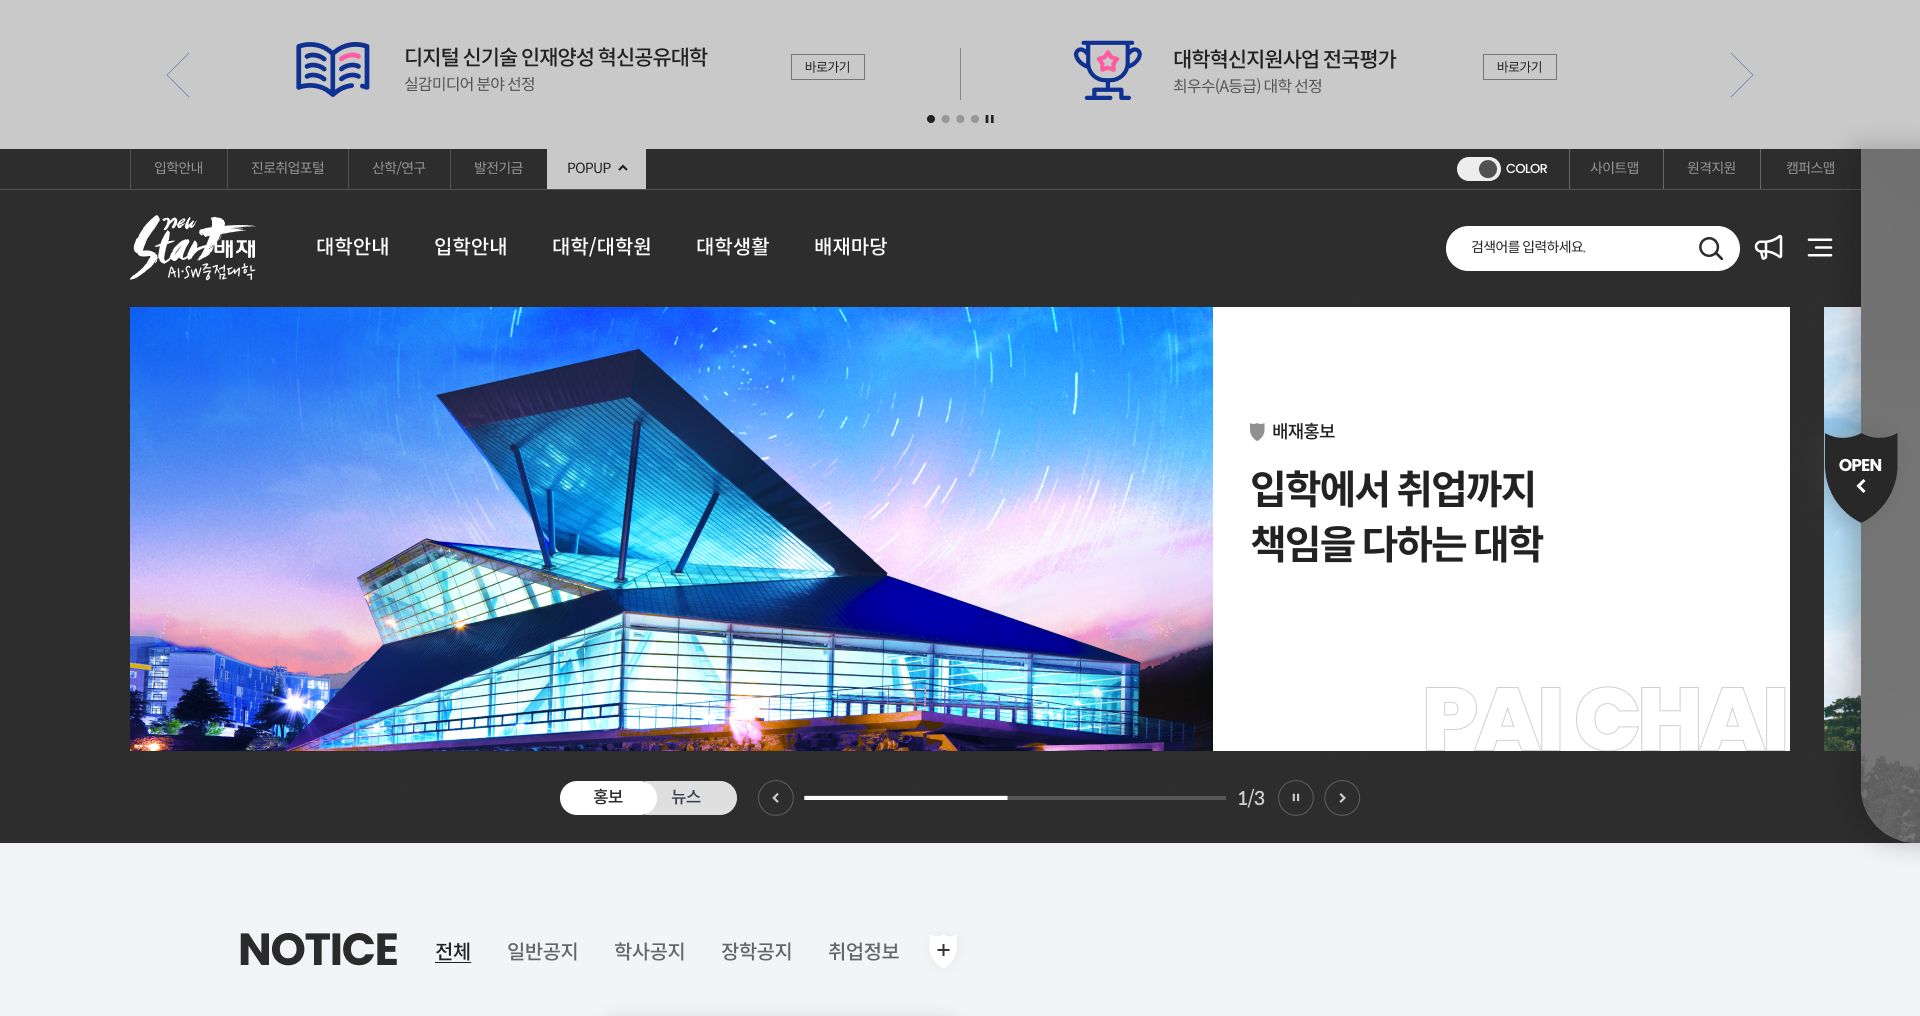 디지털 신기술 인재양성 혁신공유대학
실감미디어 분야 선정
바로가기
대학혁신지원사업 전국평가
최우수(A등급) 대학 선정
바로가기
입학안내
진로취업포털
산학/연구
발전기금
POPUP
COLOR
사이트맵
원격지원
캠퍼스맵
new
Start 배재
AI·SW중점대학
대학안내
입학안내
대학/대학원
대학생활
배재마당
검색어를 입력하세요.
배재홍보
입학에서 취업까지
책임을 다하는 대학
PAI CHAI
OPEN
홍보
뉴스
1/3
NOTICE
전체
일반공지
학사공지
장학공지
취업정보